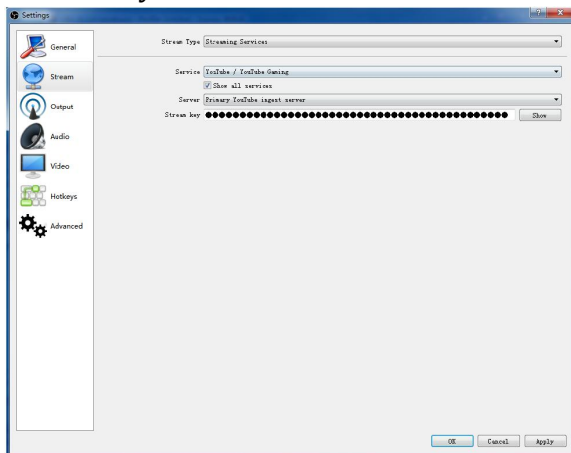 Settings
General
Stream
Output
Audio
Video
Hotkeys
Advanced
Stream Type Streaming Services
Service YouTube / YouTube Gaming
Show all services
Server Primary YouTube ingest server
Stream key ●●●●●●●●●●●●●●●●●●●●●●●●●●●●●●●●●●●●●●●●●●●● Show
OK Cancel Apply